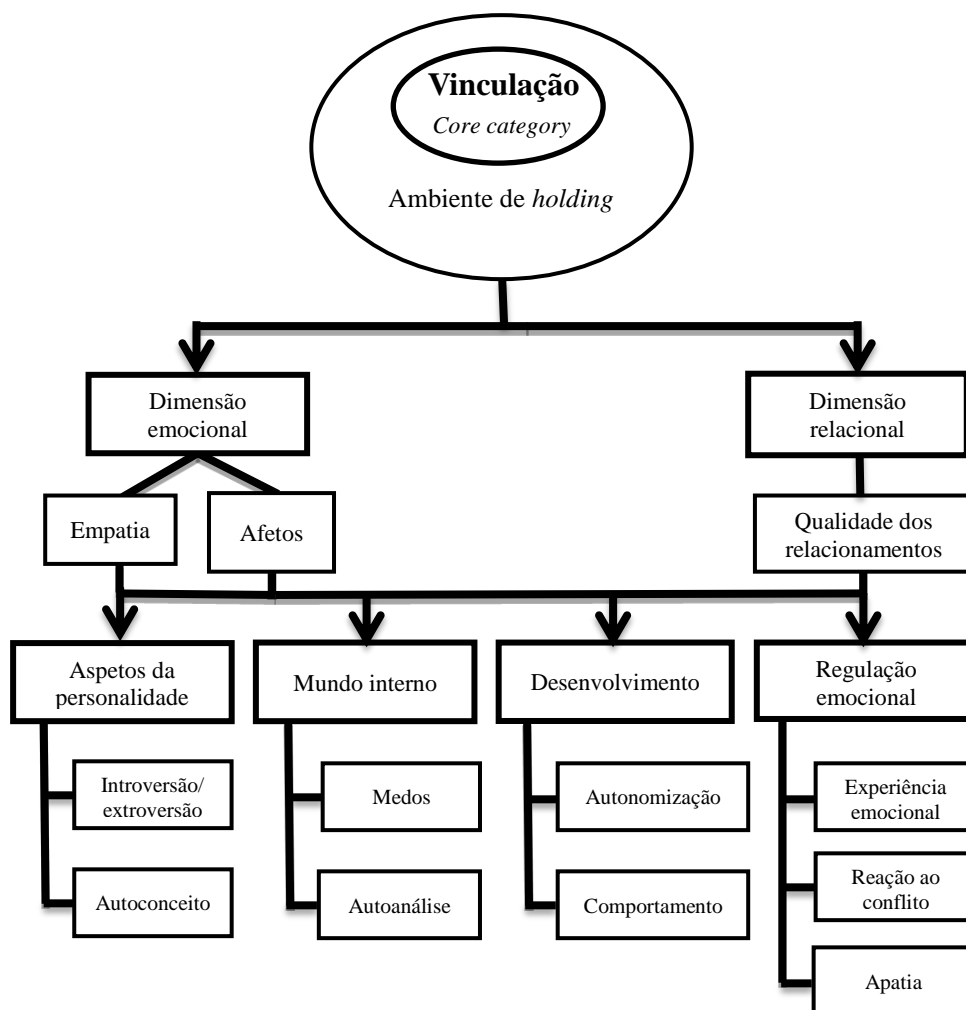 Vinculação
Core category
Ambiente de holding
Dimensão
emocional
Dimensão
relacional
Empatia
Afetos
Qualidade dos
relacionamentos
Aspetos da
personalidade
Mundo interno
Desenvolvimento
Regulação
emocional
Introversão/
extroversão
Medos
Autonomização
Experiência
emocional
Autoconceito
Autoanálise
Comportamento
Reação ao
conflito
Apatia